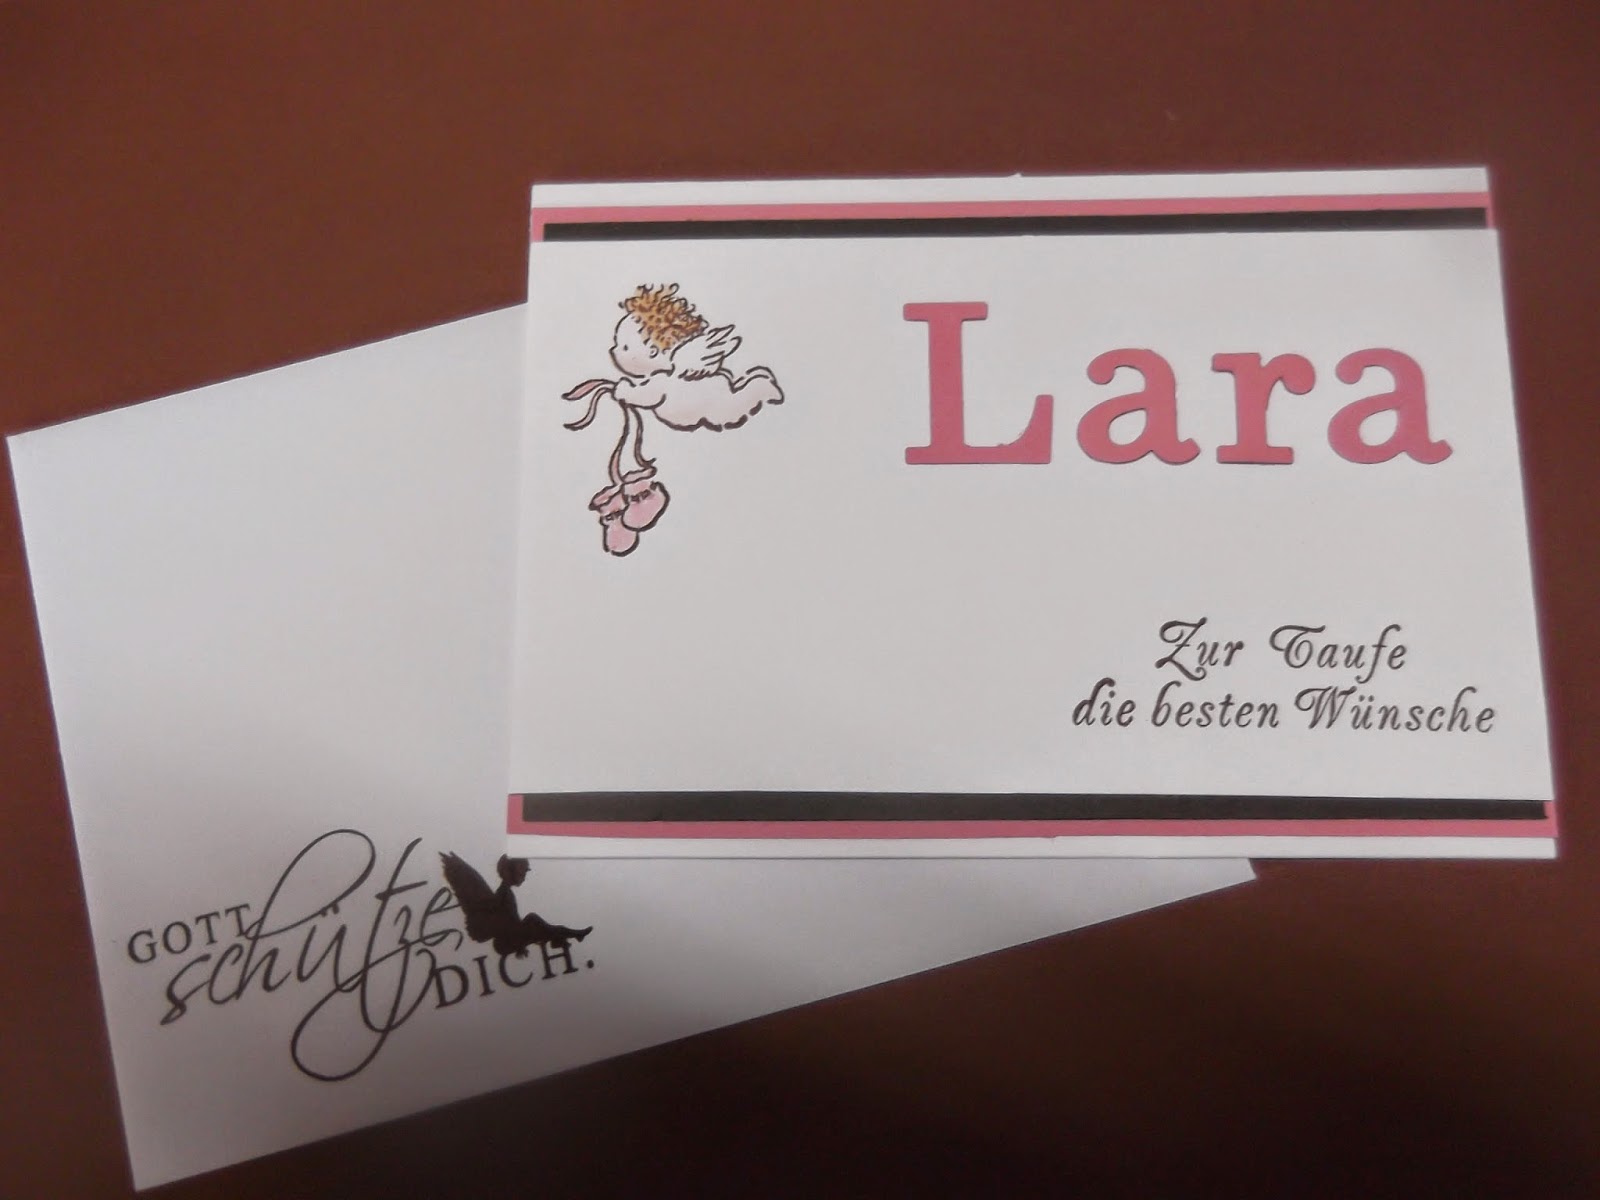 Lara
Zur Taufe
die besten Wünsche
GOTT
schütze
DICH.